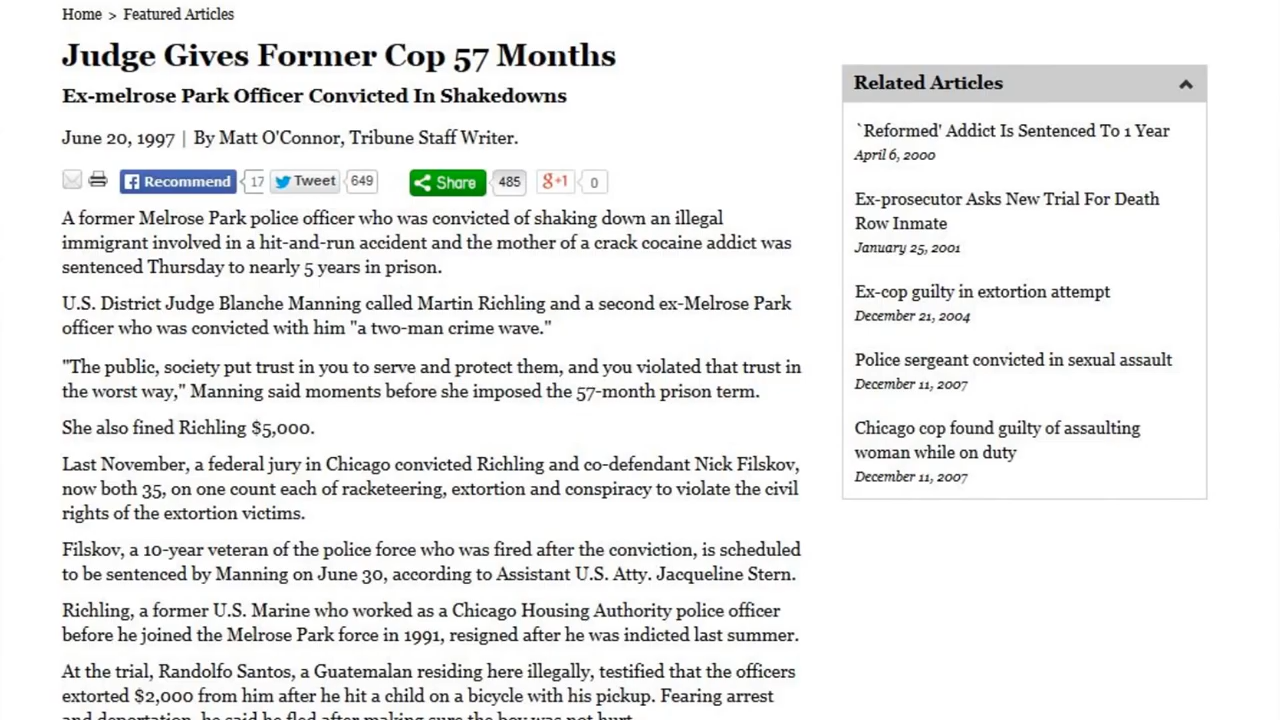 Home > Featured Articles
Judge Gives Former Cop 57 Months
Ex-melrose Park Officer Convicted In Shakedowns
June 20, 1997 | By Matt O'Connor, Tribune Staff Writer.
Recommend 17 Tweet 649 Share 485 g+1 0
A former Melrose Park police officer who was convicted of shaking down an illegal
immigrant involved in a hit-and-run accident and the mother of a crack cocaine addict was
sentenced Thursday to nearly 5 years in prison.
U.S. District Judge Blanche Manning called Martin Richling and a second ex-Melrose Park
officer who was convicted with him "a two-man crime wave."
"The public, society put trust in you to serve and protect them, and you violated that trust in
the worst way," Manning said moments before she imposed the 57-month prison term.
She also fined Richling $5,000.
Last November, a federal jury in Chicago convicted Richling and co-defendant Nick Filskov,
now both 35, on one count each of racketeering, extortion and conspiracy to violate the civil
rights of the extortion victims.
Filskov, a 10-year veteran of the police force who was fired after the conviction, is scheduled
to be sentenced by Manning on June 30, according to Assistant U.S. Atty. Jacqueline Stern.
Richling, a former U.S. Marine who worked as a Chicago Housing Authority police officer
before he joined the Melrose Park force in 1991, resigned after he was indicted last summer.
At the trial, Randolfo Santos, a Guatemalan residing here illegally, testified that the officers
extorted $2,000 from him after he hit a child on a bicycle with his pickup. Fearing arrest
and deportation, he said he fled after making sure the boy was not hurt.
Related Articles
`Reformed' Addict Is Sentenced To 1 Year
April 6, 2000
Ex-prosecutor Asks New Trial For Death
Row Inmate
January 25, 2001
Ex-cop guilty in extortion attempt
December 21, 2004
Police sergeant convicted in sexual assault
December 11, 2007
Chicago cop found guilty of assaulting
woman while on duty
December 11, 2007